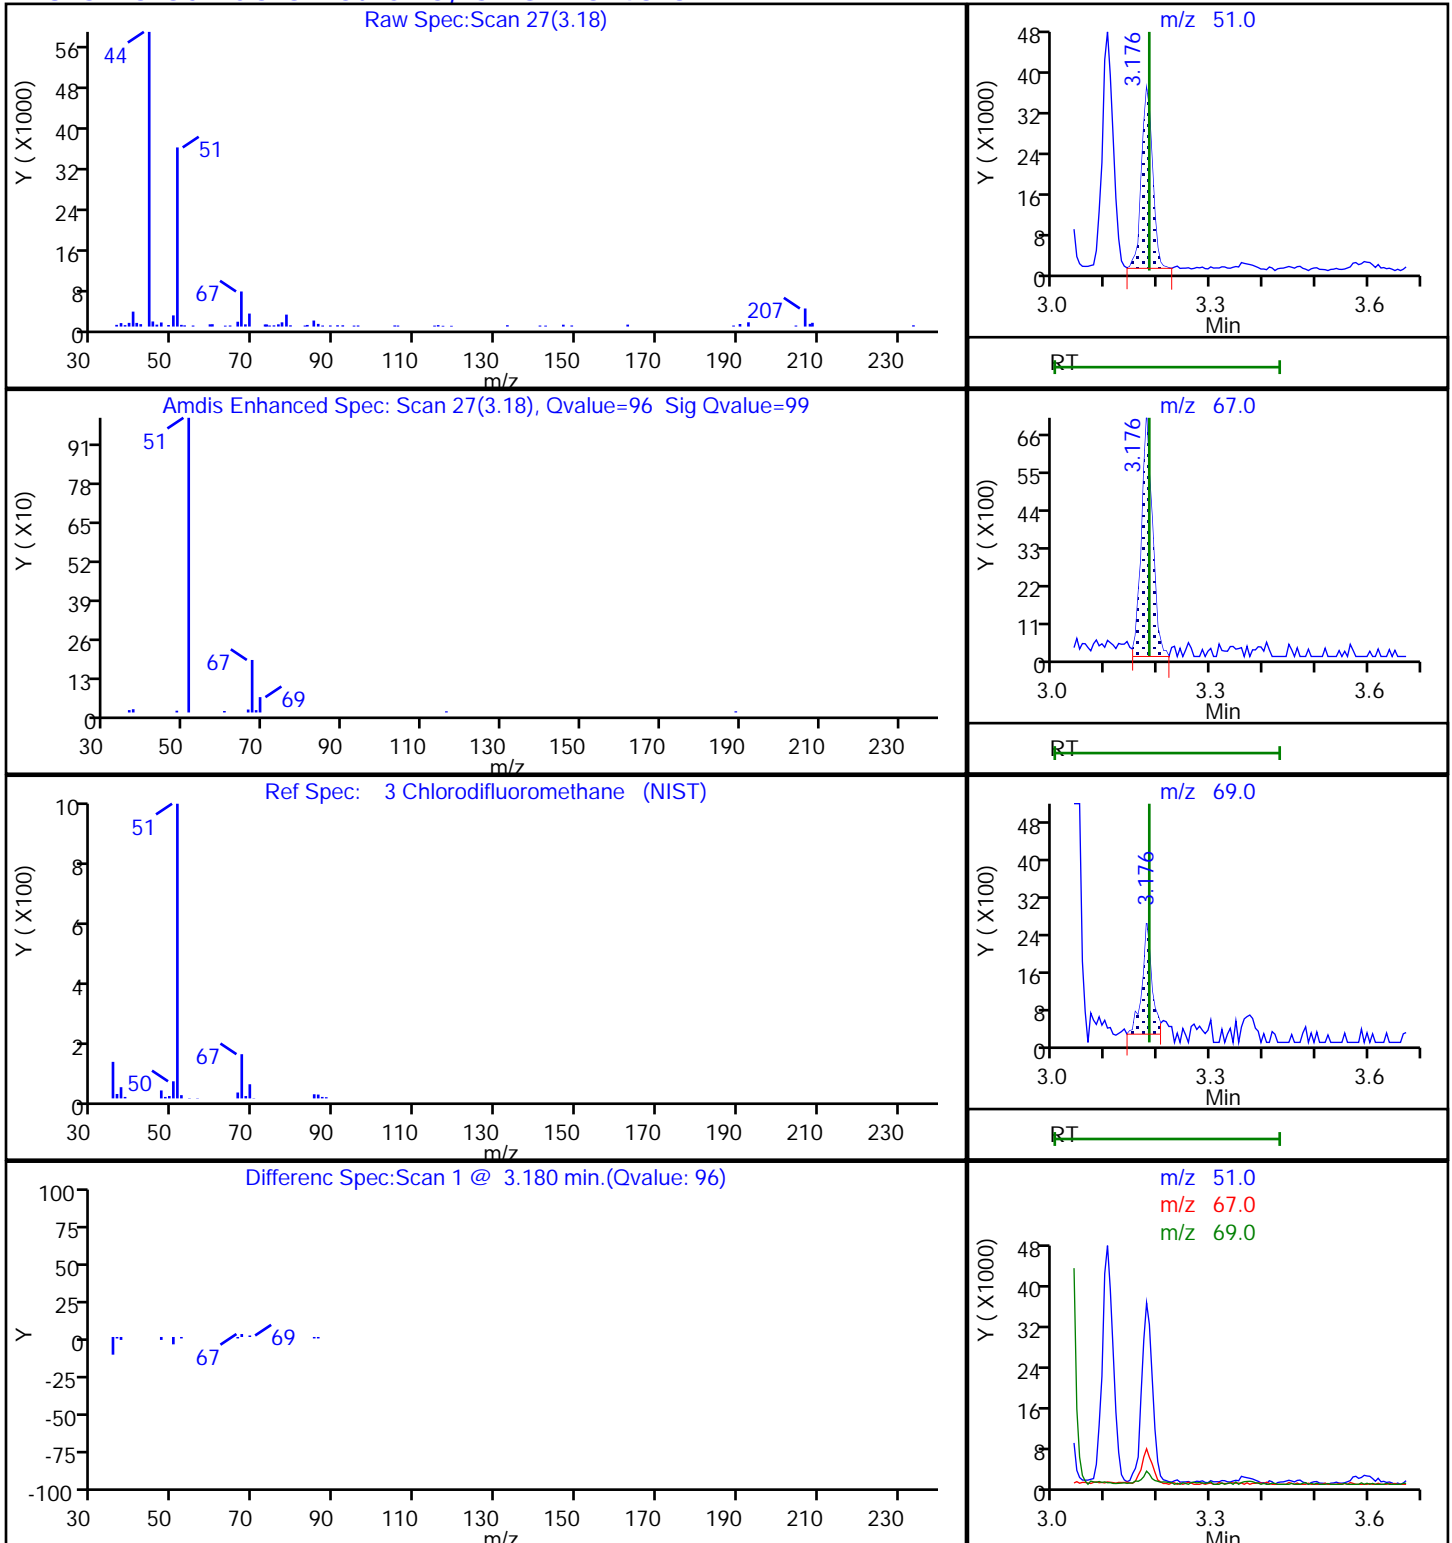 Raw Spec:Scan 27(3.18)
Y ( X1000)
56
48
40
32
24
16
8
0
44
51
67
207
30 50 70 90 110 130 150 170 190 210 230
m/z
m/z 51.0
Y ( X1000)
48
40
32
24
16
8
0
3.176
3.0 3.3 3.6
Min
RT
Amdis Enhanced Spec: Scan 27(3.18), Qvalue=96 Sig Qvalue=99
Y ( X10)
91
78
65
52
39
26
13
0
51
67
69
30 50 70 90 110 130 150 170 190 210 230
m/z
m/z 67.0
Y ( X100)
66
55
44
33
22
11
0
3.176
3.0 3.3 3.6
Min
RT
Ref Spec: 3 Chlorodifluoromethane (NIST)
Y ( X100)
10
8
6
4
2
0
51
50
67
30 50 70 90 110 130 150 170 190 210 230
m/z
m/z 69.0
Y ( X100)
48
40
32
24
16
8
0
3.176
3.0 3.3 3.6
Min
RT
Differenc Spec:Scan 1 @ 3.180 min.(Qvalue: 96)
Y
100
75
50
25
0
-25
-50
-75
-100
67
69
30 50 70 90 110 130 150 170 190 210 230
m/z
m/z 51.0
m/z 67.0
m/z 69.0
Y ( X1000)
48
40
32
24
16
8
0
3.0 3.3 3.6
Min